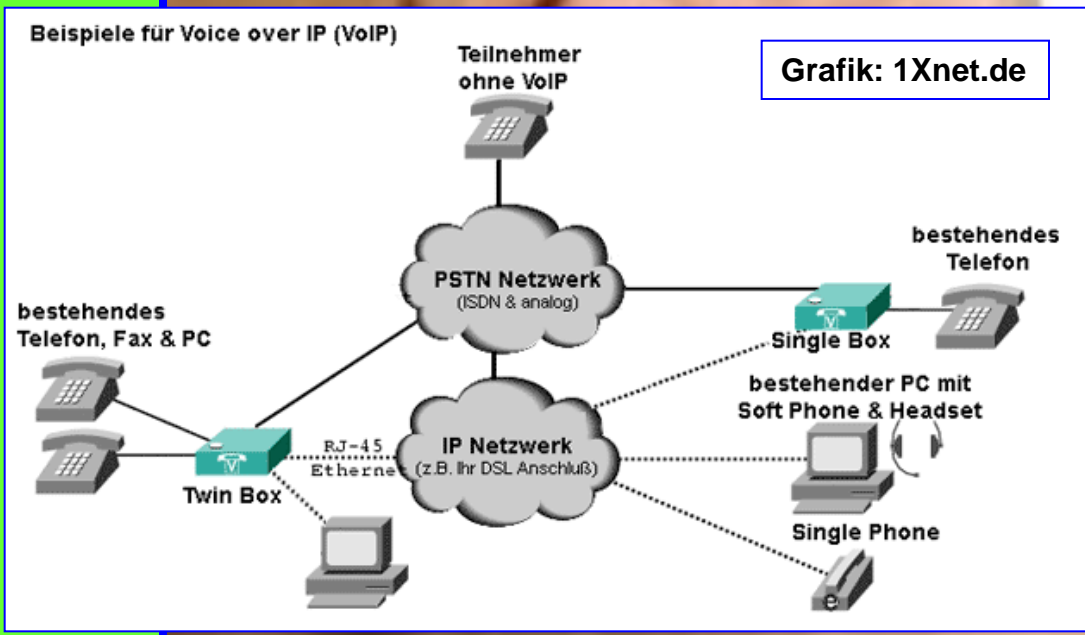 Beispiele für Voice over IP (VoIP)
Grafik: 1Xnet.de
Teilnehmer
ohne VoIP
PSTN Netzwerk
(ISDN & analog)
bestehendes
Telefon
Single Box
bestehendes
Telefon, Fax & PC
Twin Box
RJ-45
Ethernet
IP Netzwerk
(z.B. Ihr DSL Anschluß)
bestehender PC mit
Soft Phone & Headset
Single Phone
e
V
V